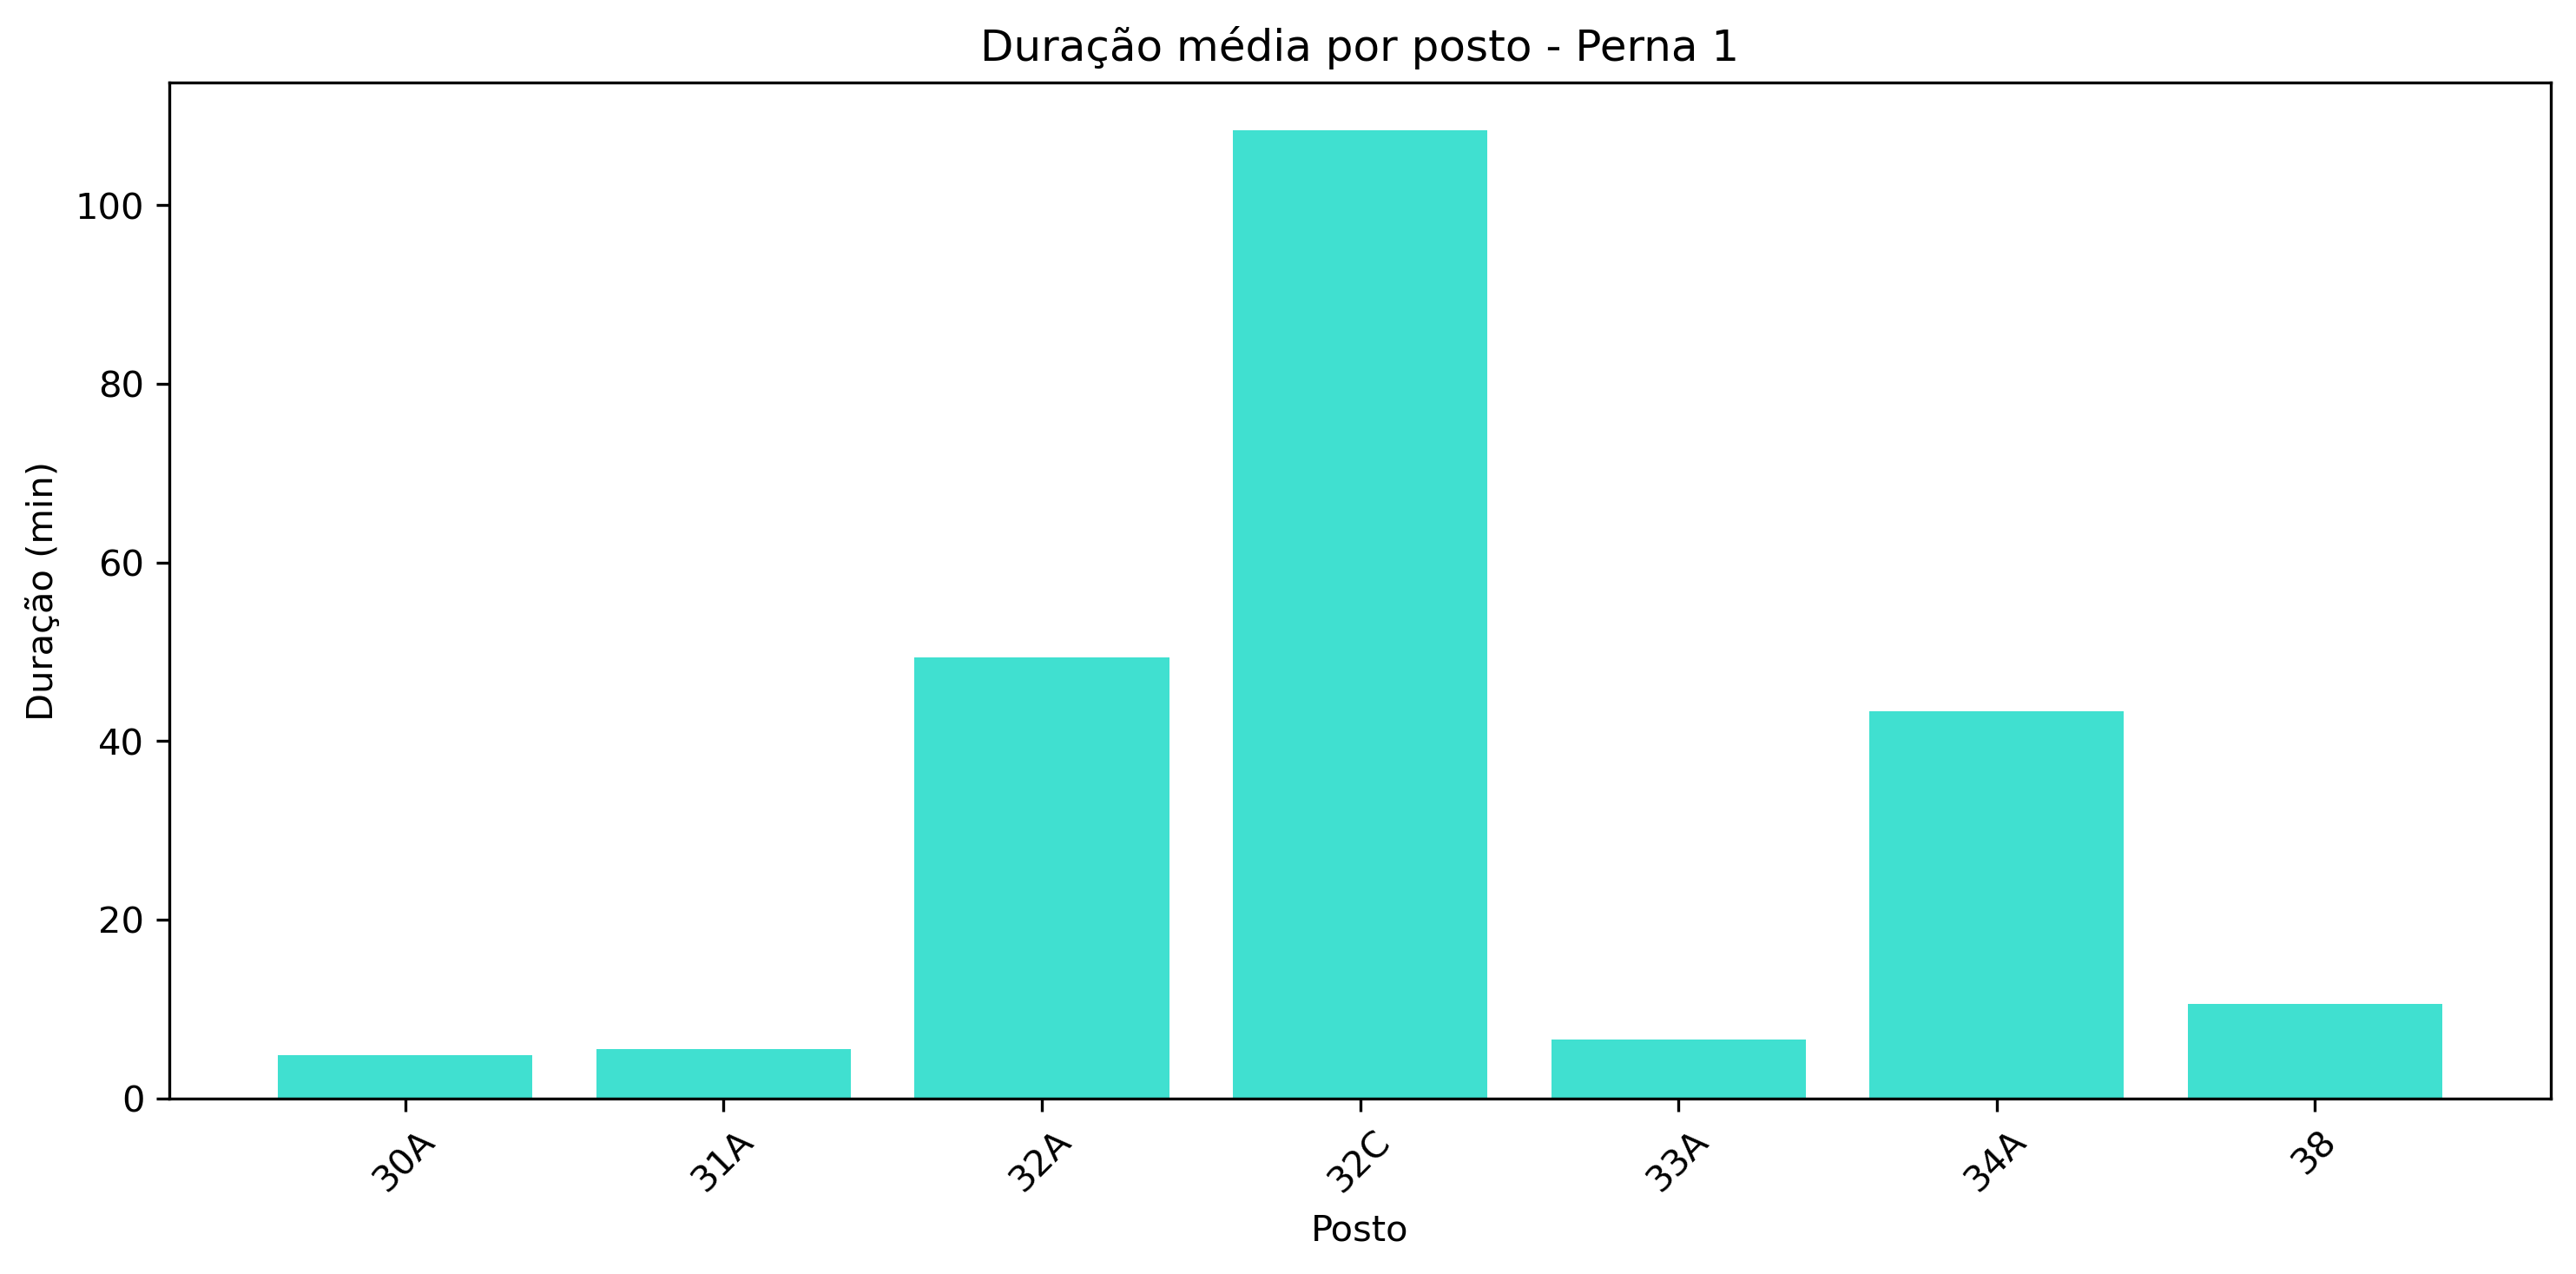 Duração média por posto - Perna 1
Duração (min)
100
80
60
40
20
0
30A
31A
32A
32C
33A
34A
38
Posto